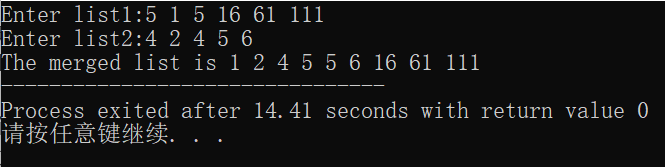 Enter list1:5 1 5 16 61 111
Enter list2:4 2 4 5 6
The merged list is 1 2 4 5 5 6 16 61 111
--------------------------------
Process exited after 14.41 seconds with return value 0
请按任意键继续. . .